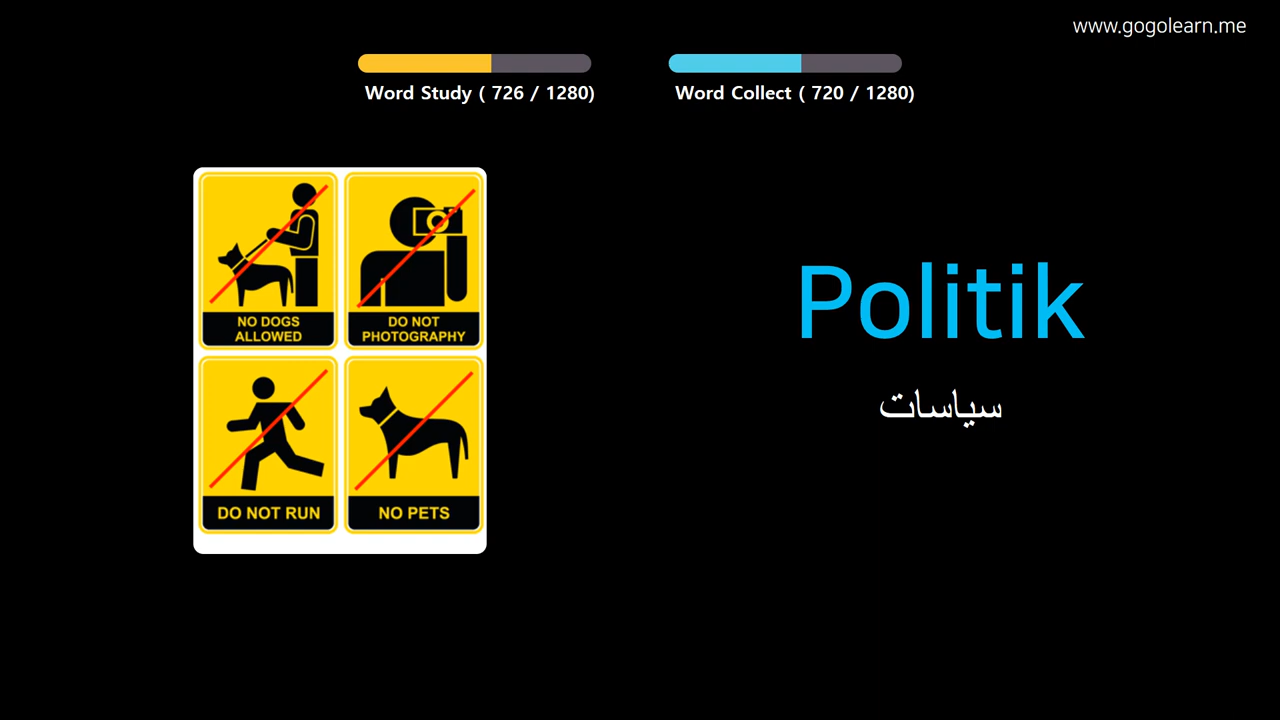 www.gogolearn.me
Word Study ( 726 / 1280)
Word Collect ( 720 / 1280)
NO DOGS
ALLOWED
DO NOT
PHOTOGRAPHY
DO NOT RUN
NO PETS
Politik
سياسات